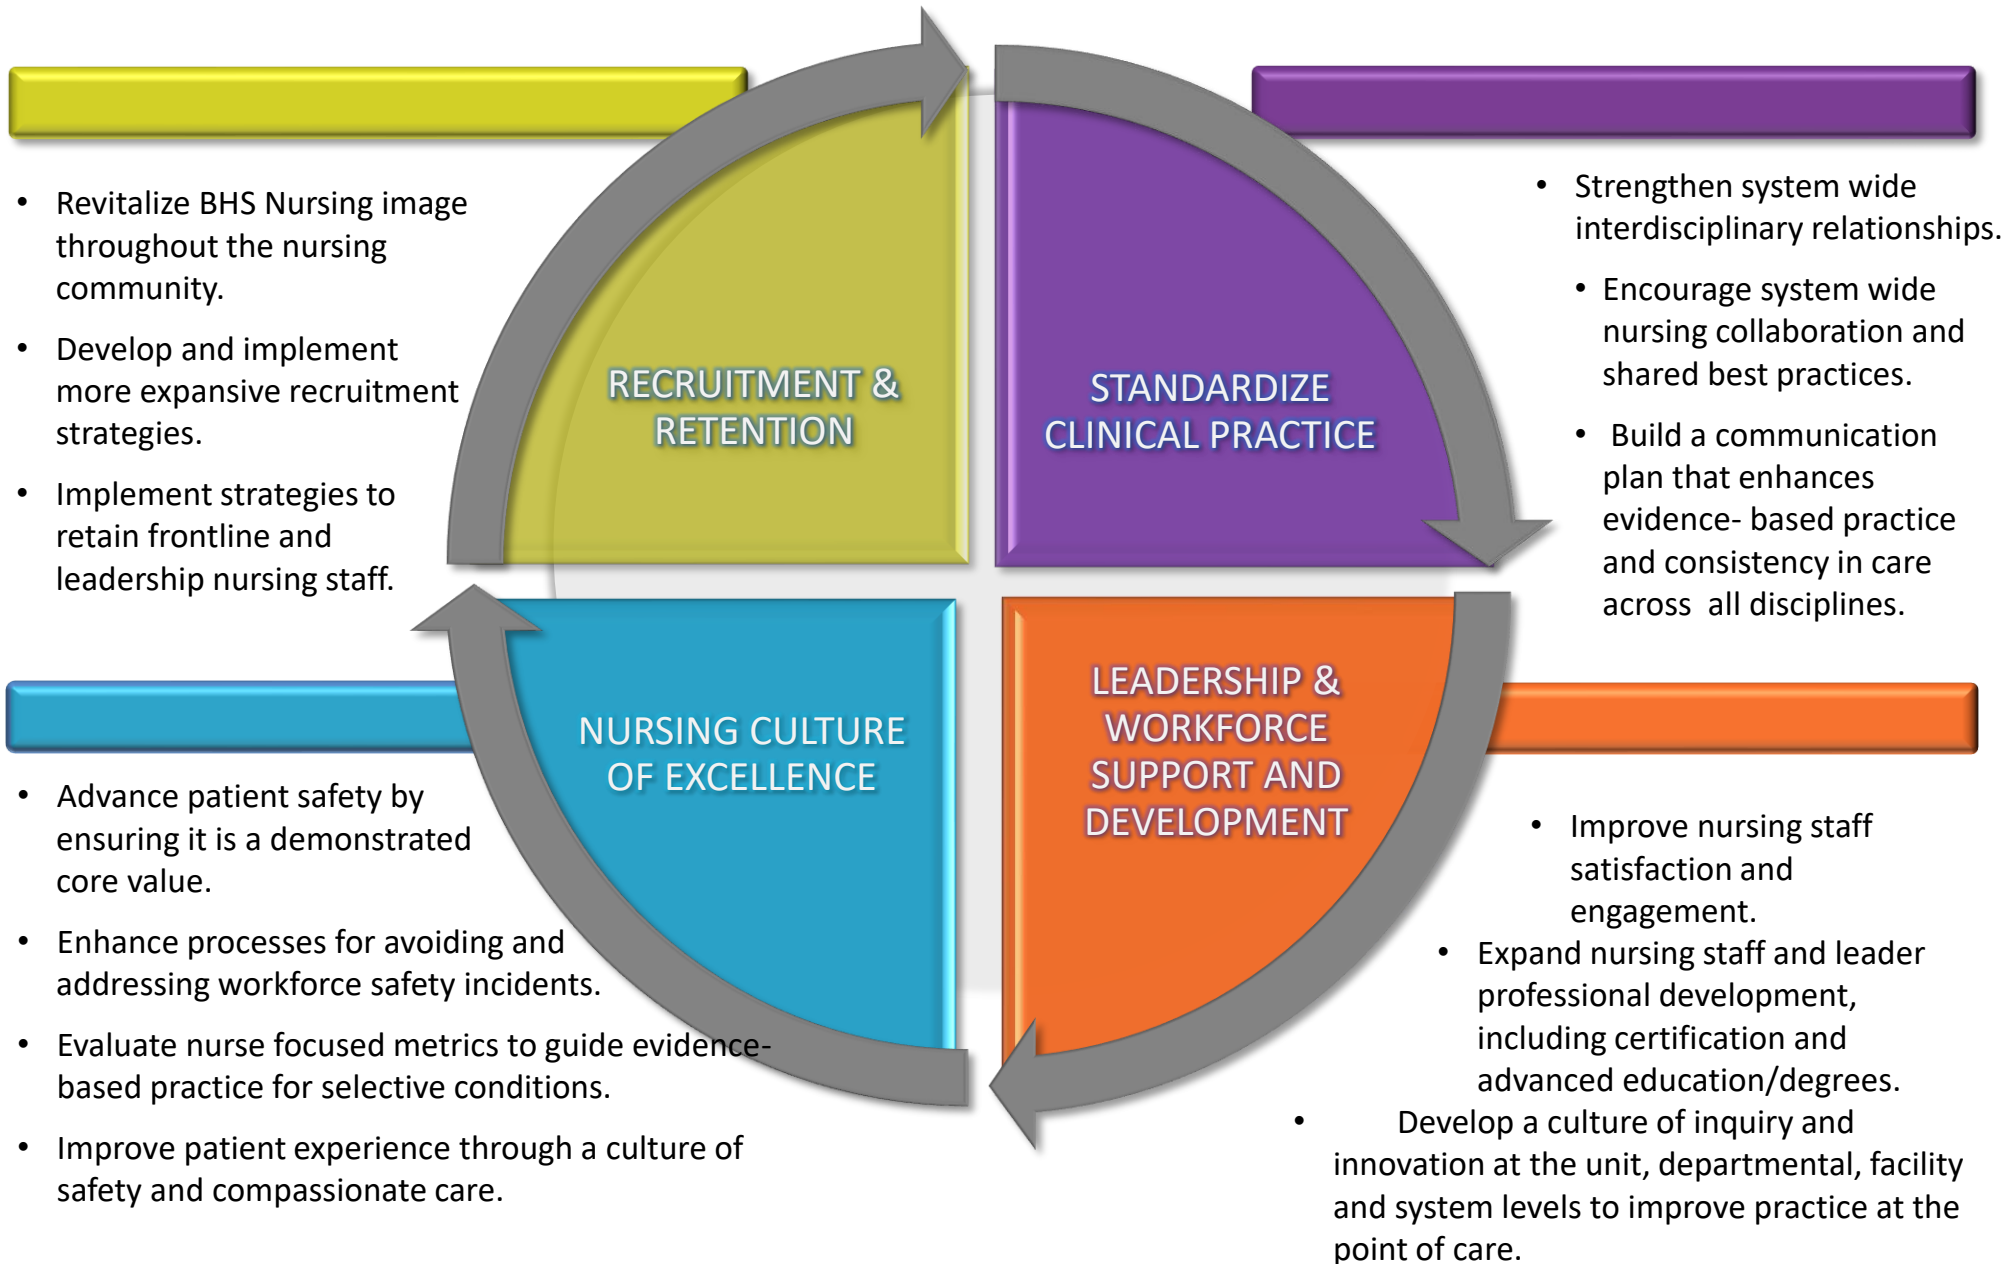 • Revitalize BHS Nursing image
throughout the nursing
community.
• Develop and implement
more expansive recruitment
strategies.
• Implement strategies to
retain frontline and
leadership nursing staff.
RECRUITMENT &
RETENTION
STANDARDIZE
CLINICAL PRACTICE
• Strengthen system wide
interdisciplinary relationships.
• Encourage system wide
nursing collaboration and
shared best practices.
• Build a communication
plan that enhances
evidence- based practice
and consistency in care
across all disciplines.
NURSING CULTURE
OF EXCELLENCE
• Advance patient safety by
ensuring it is a demonstrated
core value.
• Enhance processes for avoiding and
addressing workforce safety incidents.
• Evaluate nurse focused metrics to guide evidence-
based practice for selective conditions.
• Improve patient experience through a culture of
safety and compassionate care.
LEADERSHIP &
WORKFORCE
SUPPORT AND
DEVELOPMENT
• Improve nursing staff
satisfaction and
engagement.
• Expand nursing staff and leader
professional development,
including certification and
advanced education/degrees.
• Develop a culture of inquiry and
innovation at the unit, departmental, facility
and system levels to improve practice at the
point of care.